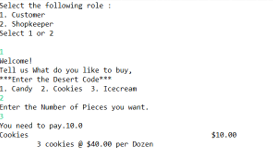 Select the following role :
1. Customer
2. Shopkeeper
Select 1 or 2
1
Welcome!
Tell us What do you like to buy,
***Enter the Desert Code***
1. Candy  2. Cookies  3. Icecream
2
Enter the Number of Pieces you want.
3
You need to pay.10.0
Cookies $10.00
3 cookies @ $40.00 per Dozen